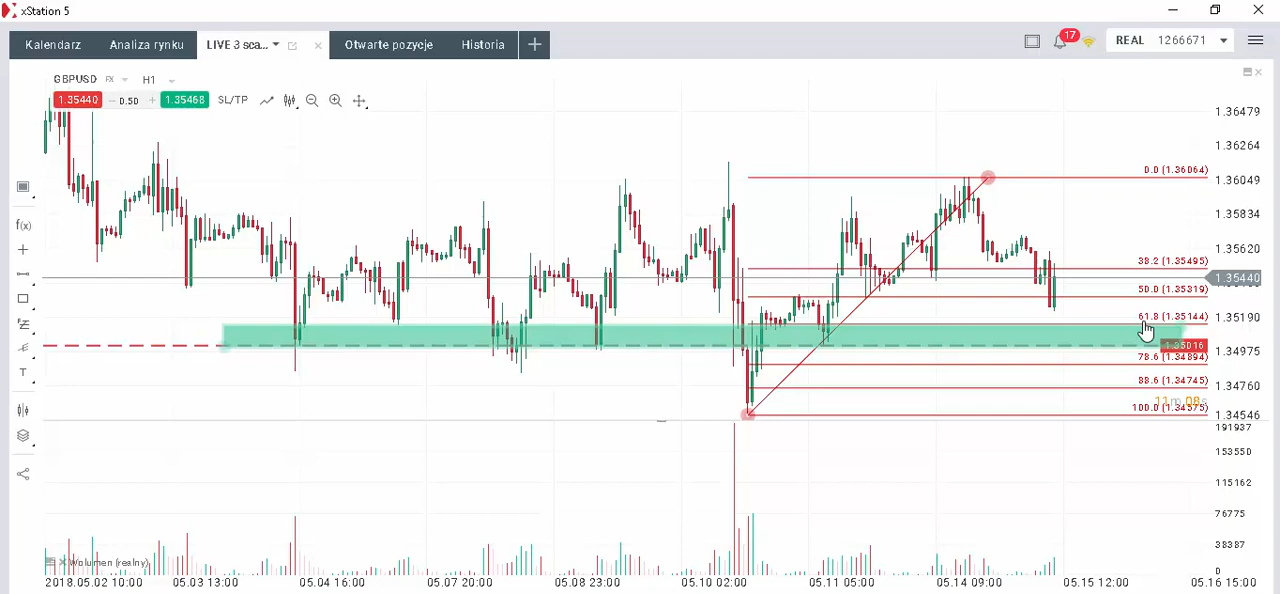 xStation 5
Kalendarz Analiza rynku LIVE 3 sca... Otwarte pozycje Historia
17 REAL 1266671
GBPUSD FX H1
1.35440 0.50 1.35468 SL/TP
1.36479
1.36264
0.0 (1.36064)
1.36049
1.35834
1.35620
38.2 (1.35495)
1.35440
50.0 (1.35319)
61.8 (1.35144)
1.35190
1.35016
1.34975
78.6 (1.34894)
88.6 (1.34745)
1.34760
11m 08s
100.0 (1.34575)
1.34546
191937
153550
115162
76775
38387
0
f(x)
T
Wolumen (realny)
2018.05.02 10:00 05.03 13:00 05.04 16:00 05.07 20:00 05.08 23:00 05.10 02:00 05.11 05:00 05.14 09:00 05.15 12:00 05.16 15:00